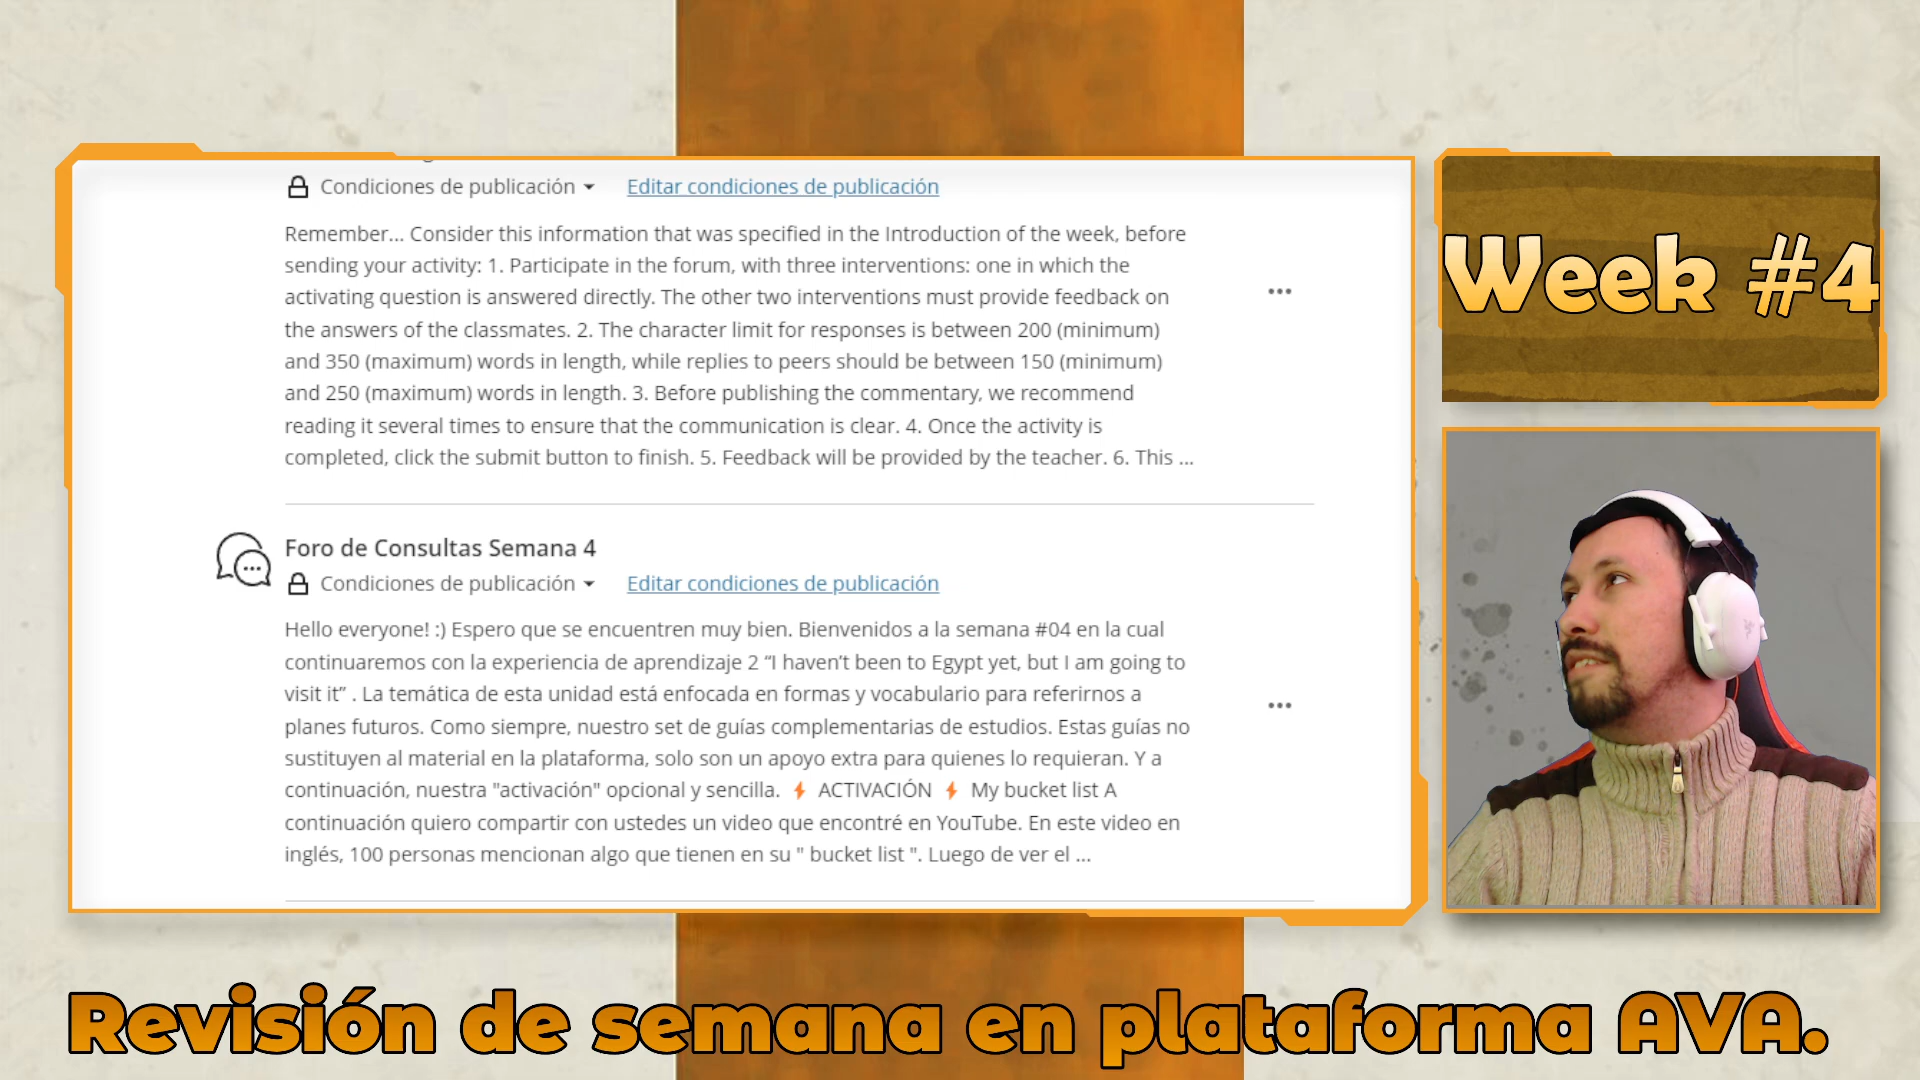 Condiciones de publicación Editar condiciones de publicación
Remember... Consider this information that was specified in the Introduction of the week, before
sending your activity: 1. Participate in the forum, with three interventions: one in which the
activating question is answered directly. The other two interventions must provide feedback on
the answers of the classmates. 2. The character limit for responses is between 200 (minimum)
and 350 (maximum) words in length, while replies to peers should be between 150 (minimum)
and 250 (maximum) words in length. 3. Before publishing the commentary, we recommend
reading it several times to ensure that the communication is clear. 4. Once the activity is
completed, click the submit button to finish. 5. Feedback will be provided by the teacher. 6. This ...
Foro de Consultas Semana 4
Condiciones de publicación Editar condiciones de publicación
Hello everyone! :) Espero que se encuentren muy bien. Bienvenidos a la semana #04 en la cual
continuaremos con la experiencia de aprendizaje 2 “I haven’t been to Egypt yet, but I am going to
visit it” . La temática de esta unidad está enfocada en formas y vocabulario para referirnos a
planes futuros. Como siempre, nuestro set de guías complementarias de estudios. Estas guías no
sustituyen al material en la plataforma, solo son un apoyo extra para quienes lo requieran. Y a
continuación, nuestra "activación" opcional y sencilla. ⚡ ACTIVACIÓN ⚡ My bucket list A
continuación quiero compartir con ustedes un video que encontré en YouTube. En este video en
inglés, 100 personas mencionan algo que tienen en su " bucket list ". Luego de ver el ...
Week #4
Revisión de semana en plataforma AVA.